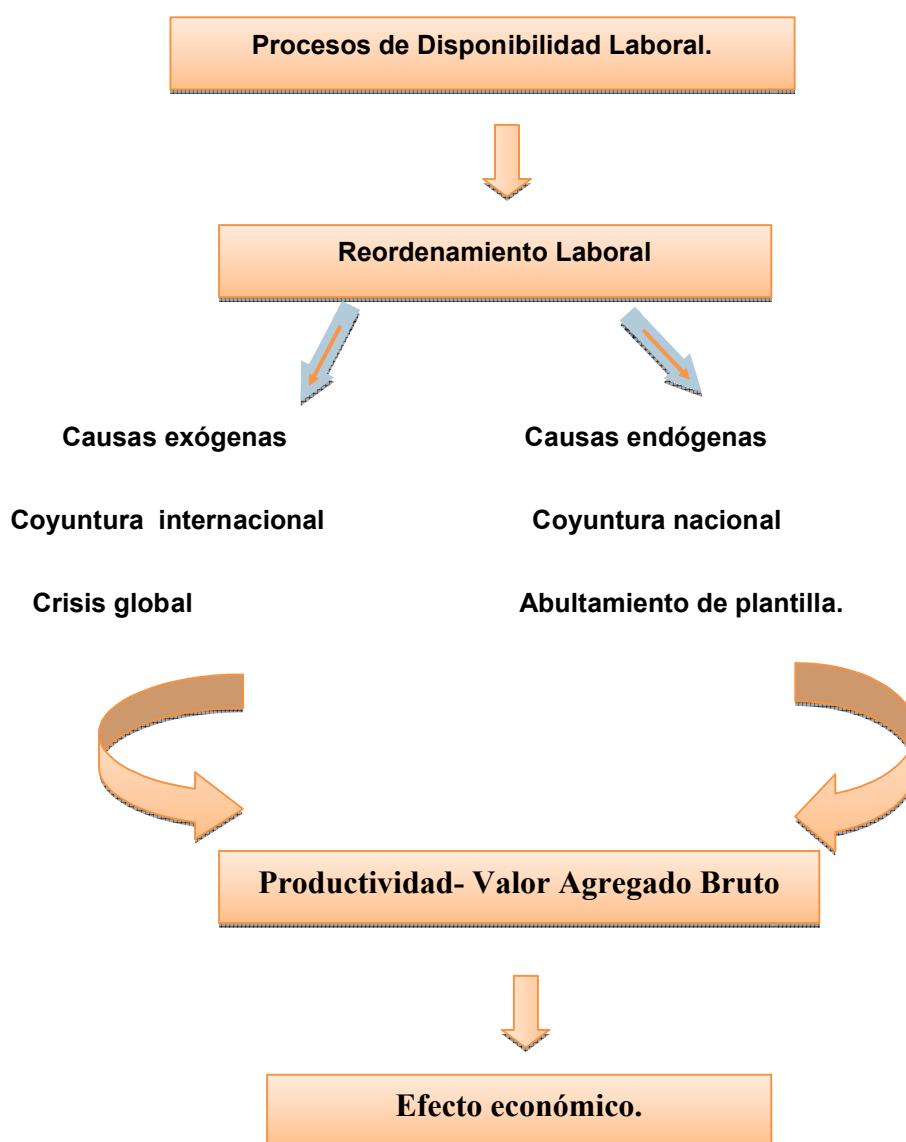 Procesos de Disponibilidad Laboral.
Reordenamiento Laboral
Causas exógenas
Causas endógenas
Coyuntura  internacional
Coyuntura nacional
Crisis global
Abultamiento de plantilla.
Productividad- Valor Agregado Bruto
Efecto económico.